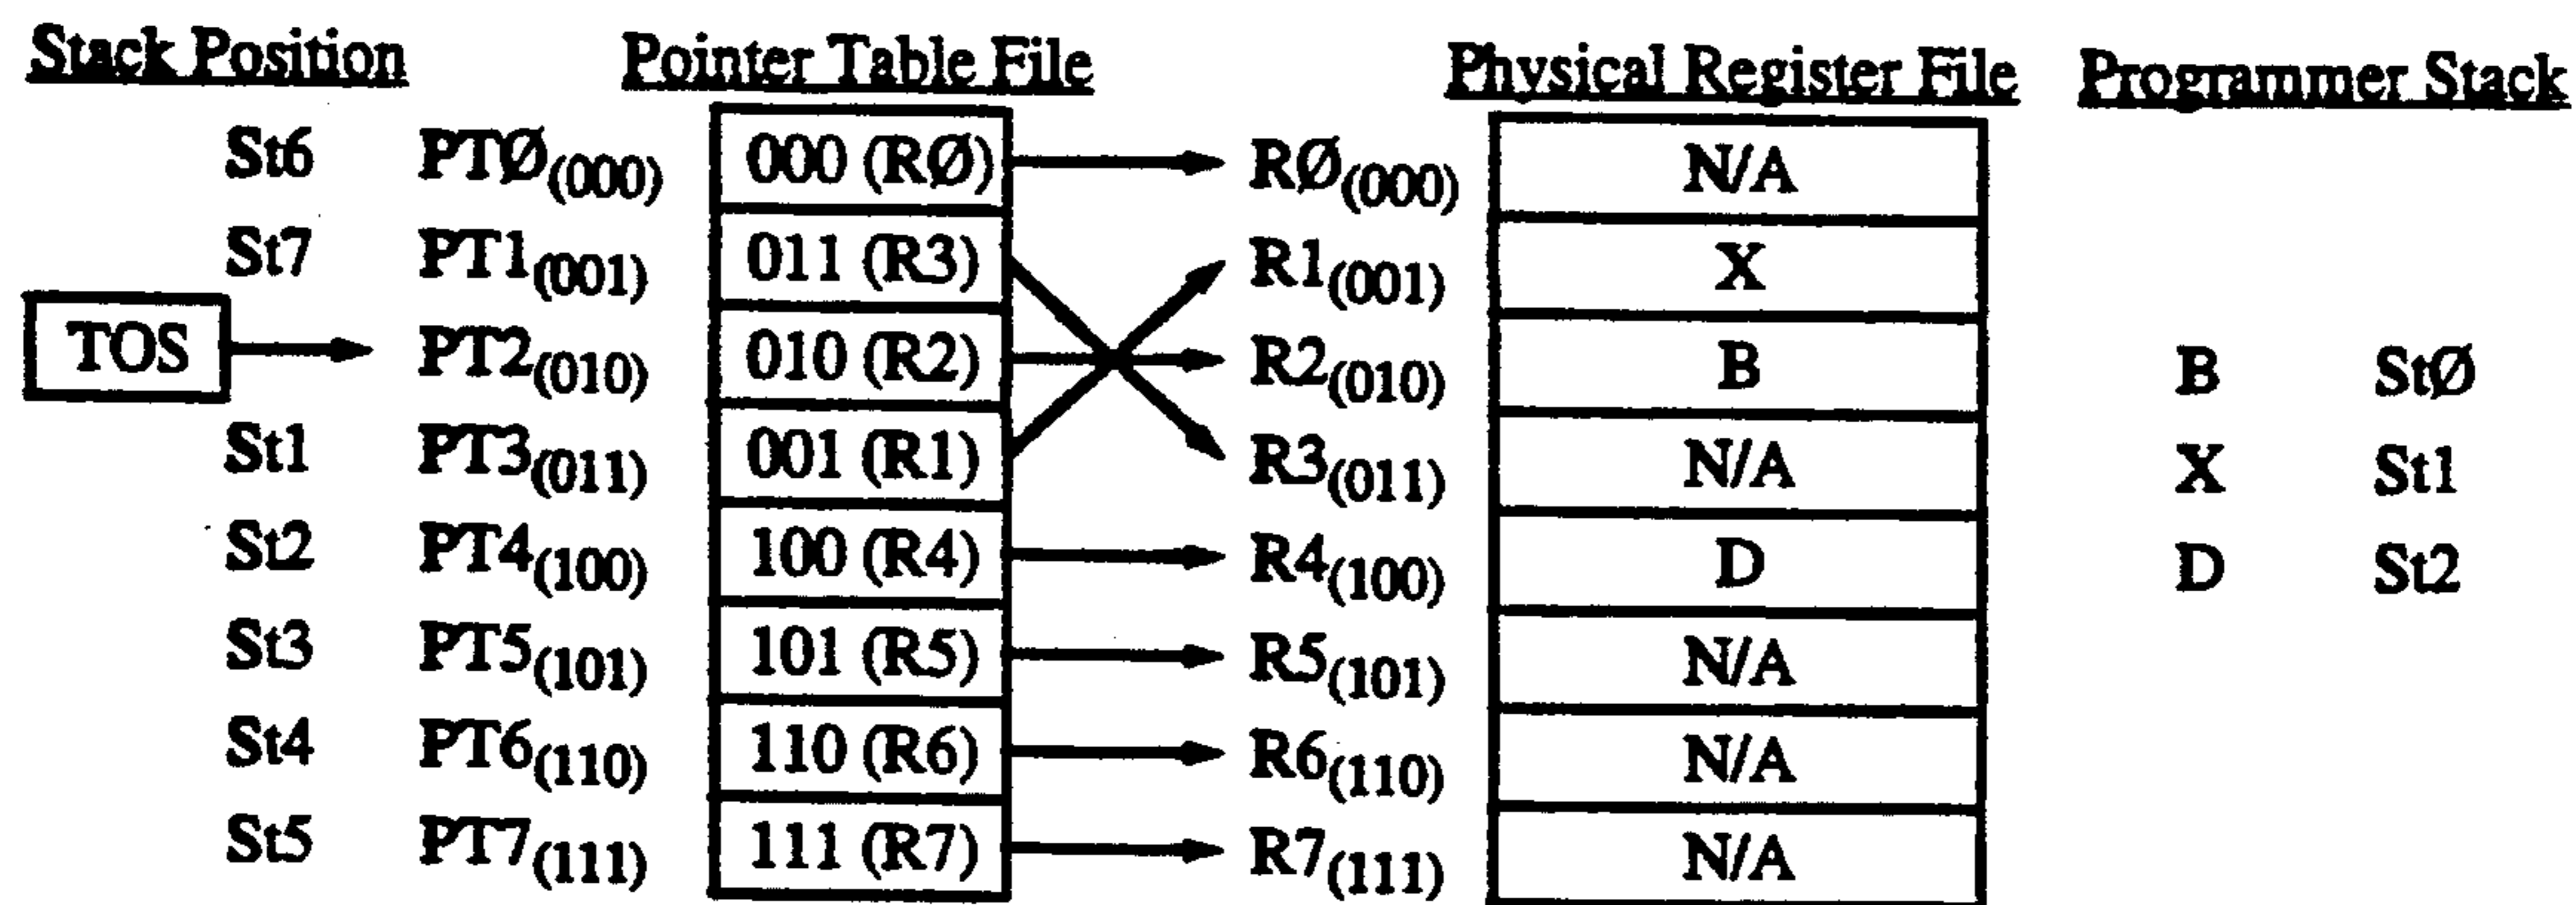 Stack Position Pointer Table File Physical Register File Programmer Stack
St6 PTØ(000) 000 (RØ) RØ(000) N/A
St7 PT1(001) 011 (R3) R1(001) X
TOS PT2(010) 010 (R2) R2(010) B B StØ
St1 PT3(011) 001 (R1) R3(011) N/A X St1
St2 PT4(100) 100 (R4) R4(100) D D St2
St3 PT5(101) 101 (R5) R5(101) N/A
St4 PT6(110) 110 (R6) R6(110) N/A
St5 PT7(111) 111 (R7) R7(111) N/A